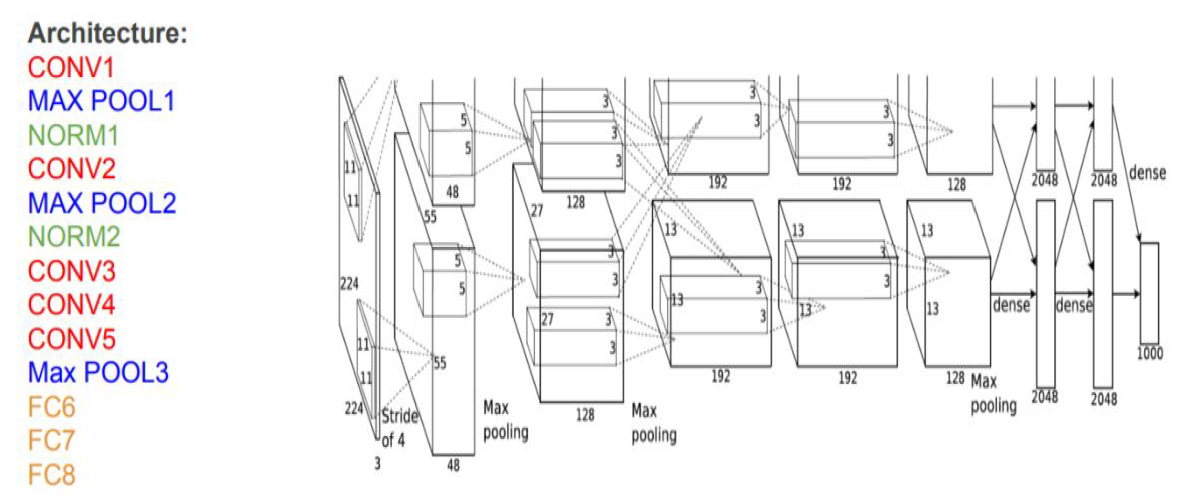 Architecture:
CONV1
MAX POOL1
NORM1
CONV2
MAX POOL2
NORM2
CONV3
CONV4
CONV5
Max POOL3
FC6
FC7
FC8
11
11
224
11
11
224
3
Stride
of 4
5
5
48
55
5
5
55
48
Max
pooling
3
3
3
128
27
3
3
27
3
3
128
Max
pooling
3
3
192
13
3
13
3
192
3
3
192
13
3
3
13
192
128
13
13
128
Max
pooling
2048
2048
dense
dense
dense
2048
2048
1000